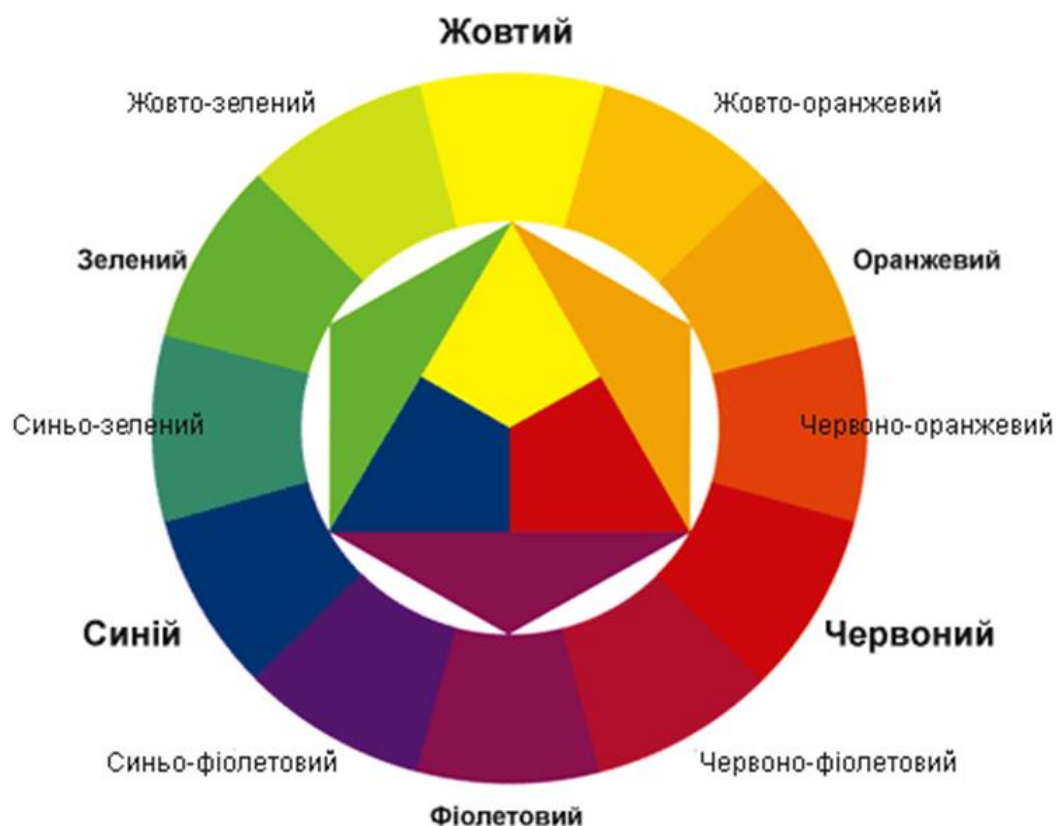 Жовтий
Жовто-зелений
Жовто-оранжевий
Зелений
Оранжевий
Синьо-зелений
Червоно-оранжевий
Синій
Червоний
Синьо-фіолетовий
Червоно-фіолетовий
Фіолетовий